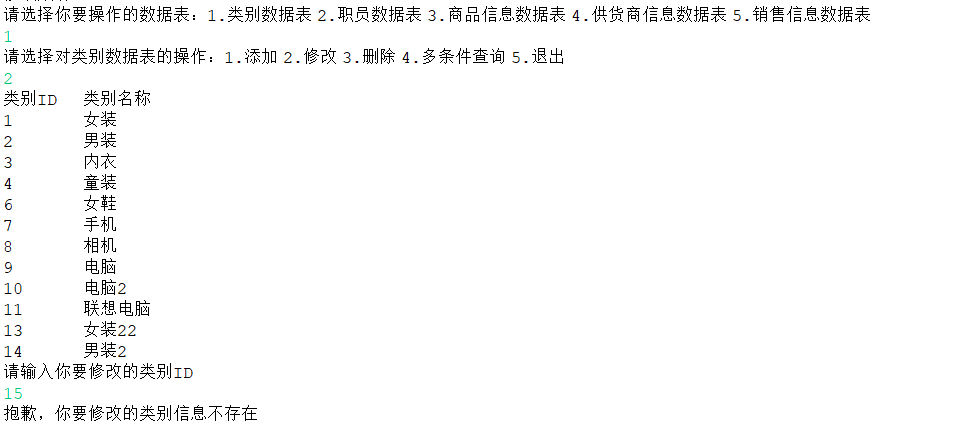 请选择你要操作的数据表：1.类别数据表 2.职员数据表 3.商品信息数据表 4.供货商信息数据表 5.销售信息数据表
1
请选择对类别数据表的操作：1.添加 2.修改 3.删除 4.多条件查询 5.退出
2
类别ID 类别名称
1 女装
2 男装
3 内衣
4 童装
6 女鞋
7 手机
8 相机
9 电脑
10 电脑2
11 联想电脑
13 女装22
14 男装2
请输入你要修改的类别ID
15
抱歉，你要修改的类别信息不存在